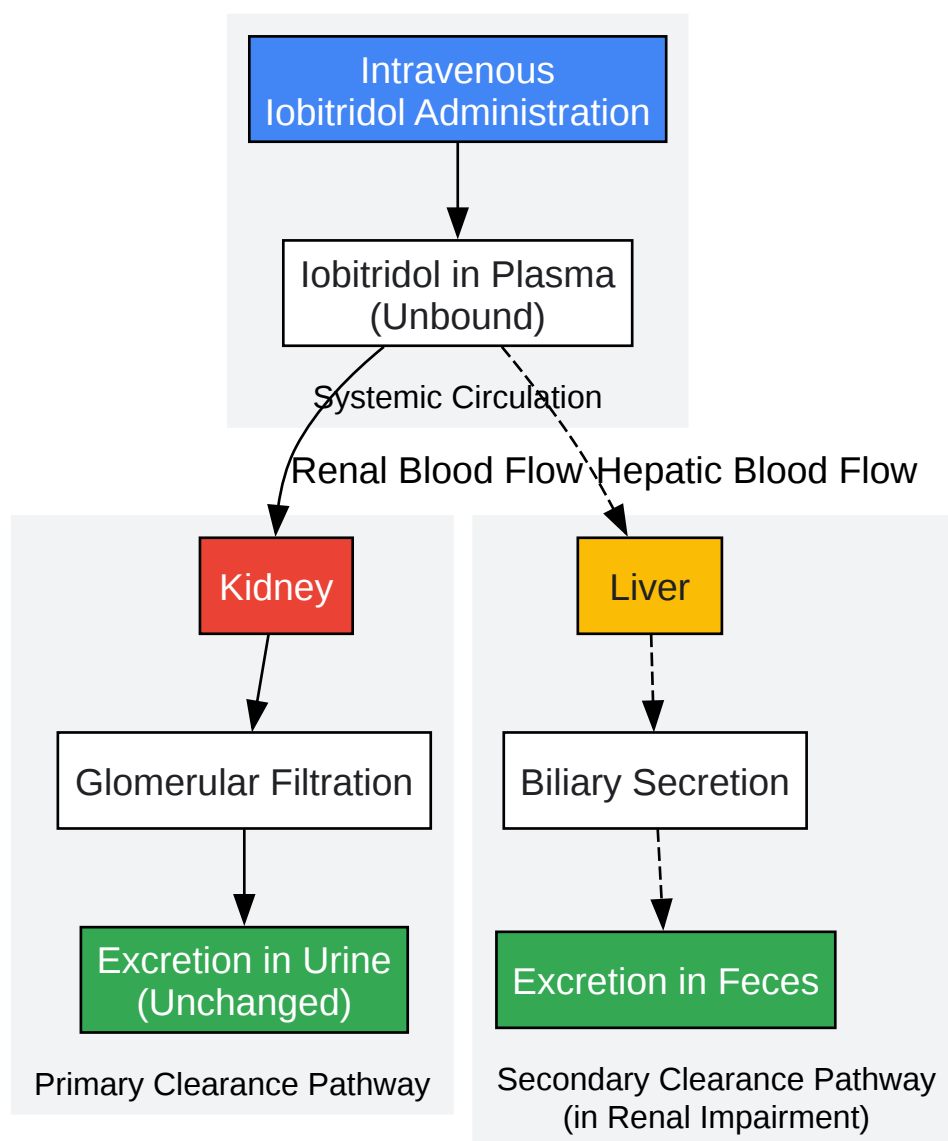 Intravenous
Iobitridol Administration
Iobitridol in Plasma
(Unbound)
Systemic Circulation
Renal Blood Flow
Hepatic Blood Flow
Kidney
Liver
Glomerular Filtration
Biliary Secretion
Excretion in Urine
(Unchanged)
Excretion in Feces
Primary Clearance Pathway
Secondary Clearance Pathway
(in Renal Impairment)